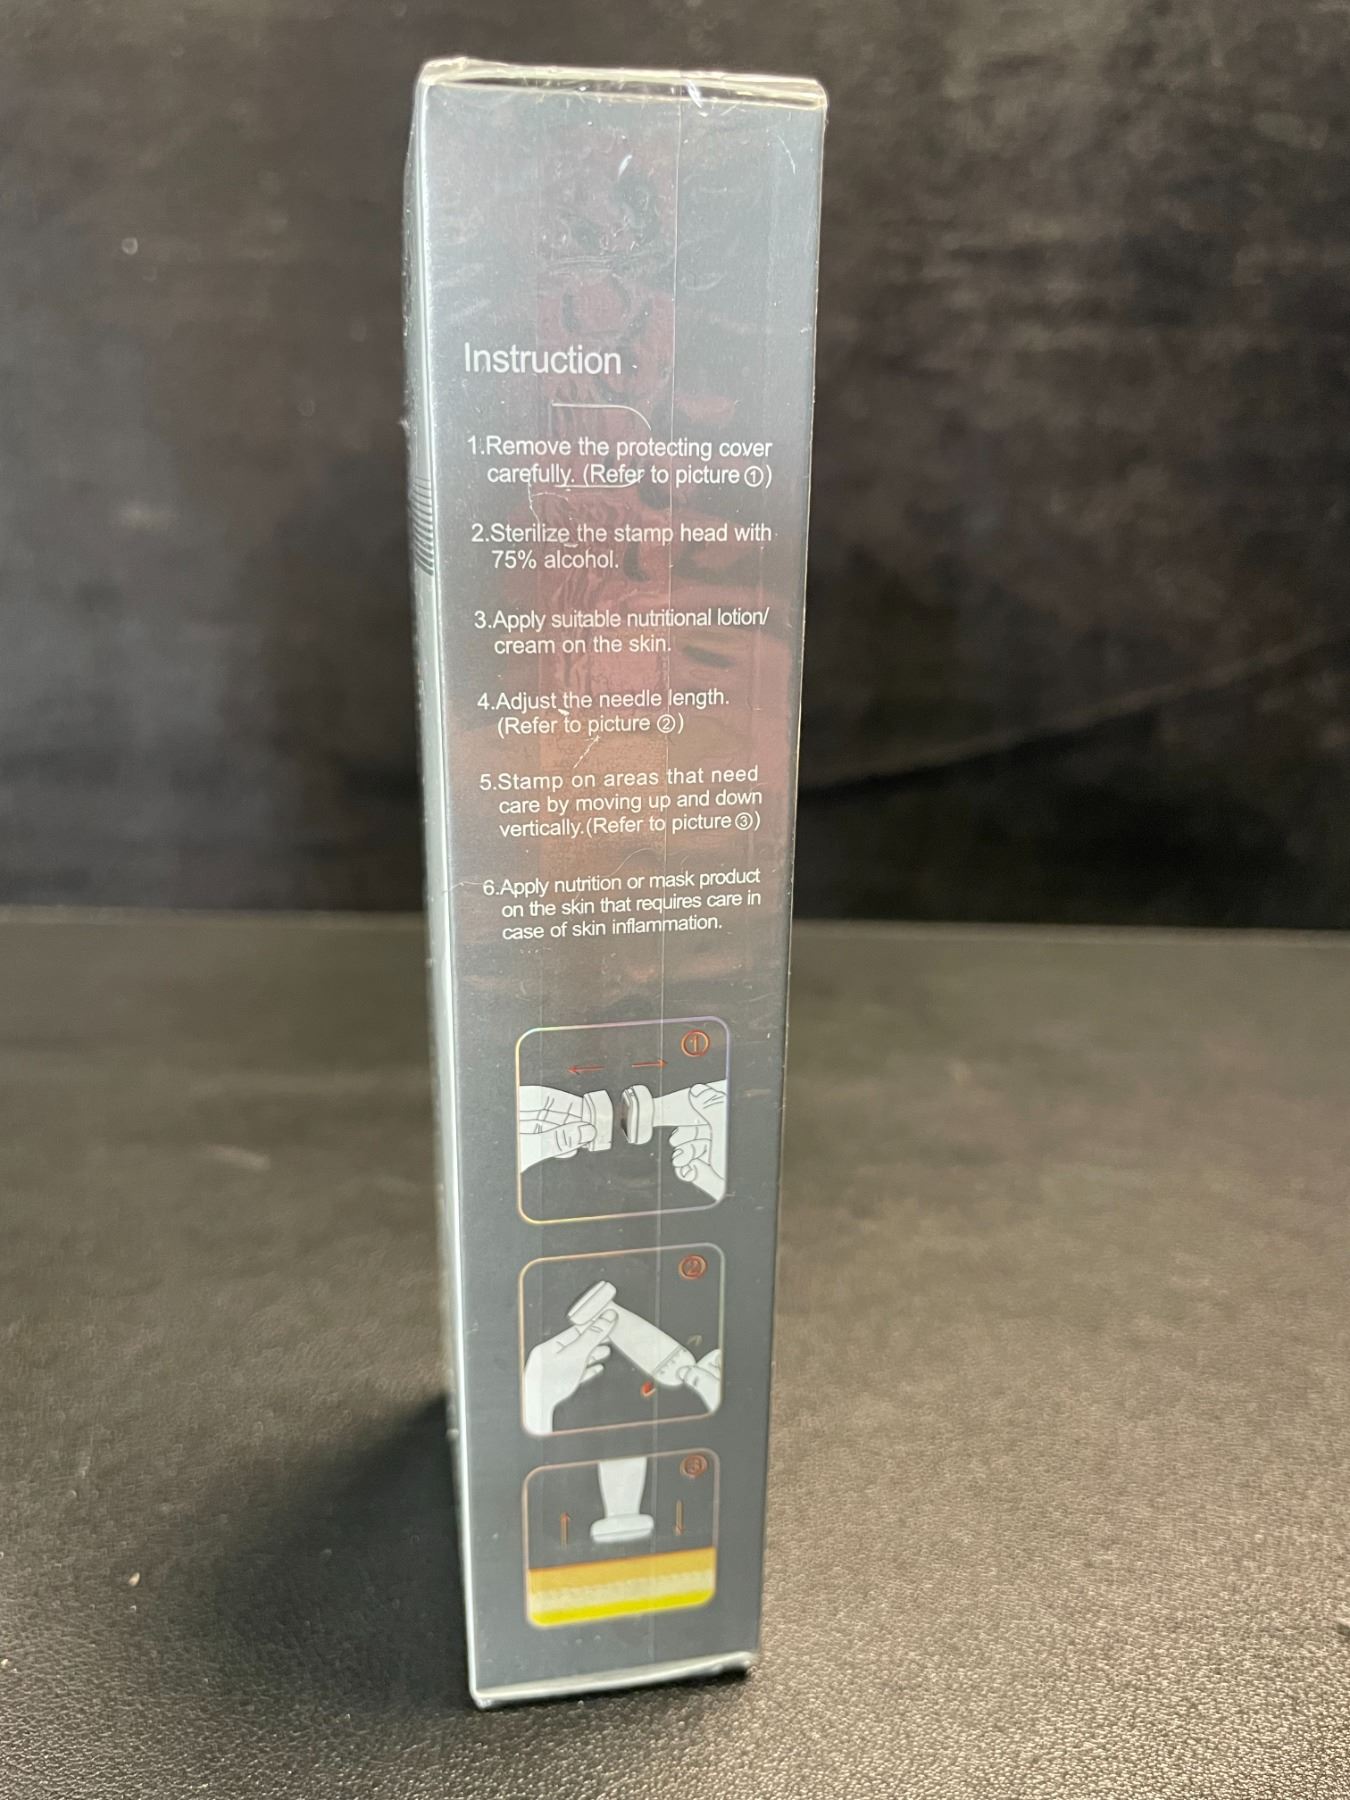 Instruction
1.Remove the protecting cover
carefully. (Refer to picture ①)
2.Sterilize the stamp head with
75% alcohol.
3.Apply suitable nutritional lotion/
cream on the skin.
4.Adjust the needle length.
(Refer to picture ②)
5.Stamp on areas that need
care by moving up and down
vertically.(Refer to picture ③)
6.Apply nutrition or mask product
on the skin that requires care in
case of skin inflammation.
①
②
③